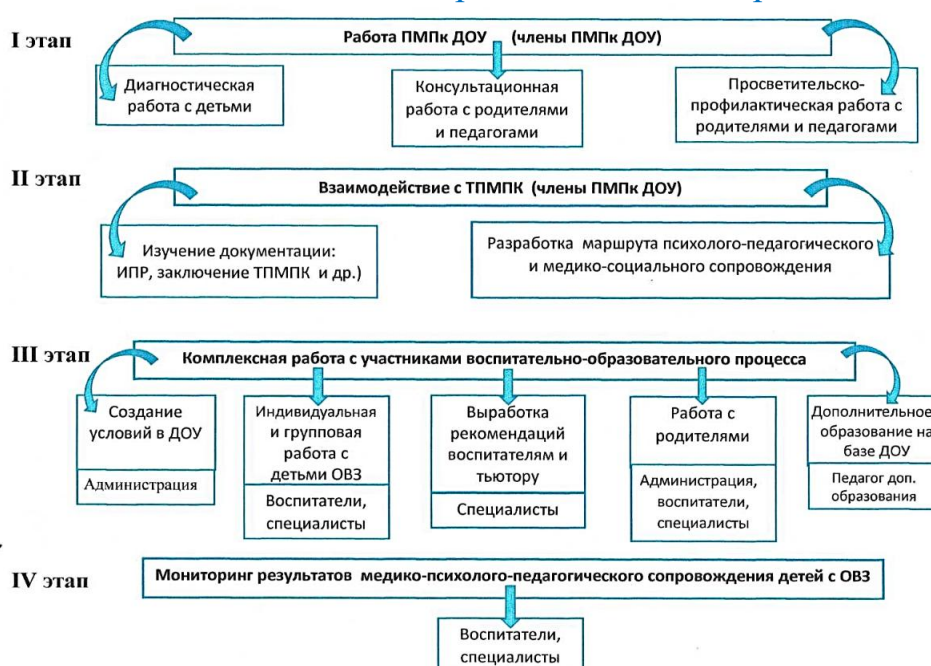 I этап
Работа ПМПк ДОУ (члены ПМПк ДОУ)
Диагностическая
работа с детьми
Консультационная
работа с родителями
и педагогами
Просветительско-
профилактическая работа с
родителями и педагогами
II этап
Взаимодействие с ТПМПК (члены ПМПк ДОУ)
Изучение документации:
ИПР, заключение ТПМПК и др.)
Разработка маршрута психолого-педагогического
и медико-социального сопровождения
III этап
Комплексная работа с участниками воспитательно-образовательного процесса
Создание
условий в ДОУ
Администрация
Индивидуальная
и групповая
работа с
детьми ОВЗ
Воспитатели,
специалисты
Выработка
рекомендаций
воспитателям и
тьютору
Специалисты
Работа с
родителями
Администрация,
воспитатели,
специалисты
Дополнительное
образование на
базе ДОУ
Педагог доп.
образования
IV этап
Мониторинг результатов медико-психолого-педагогического сопровождения детей с ОВЗ
Воспитатели,
специалисты